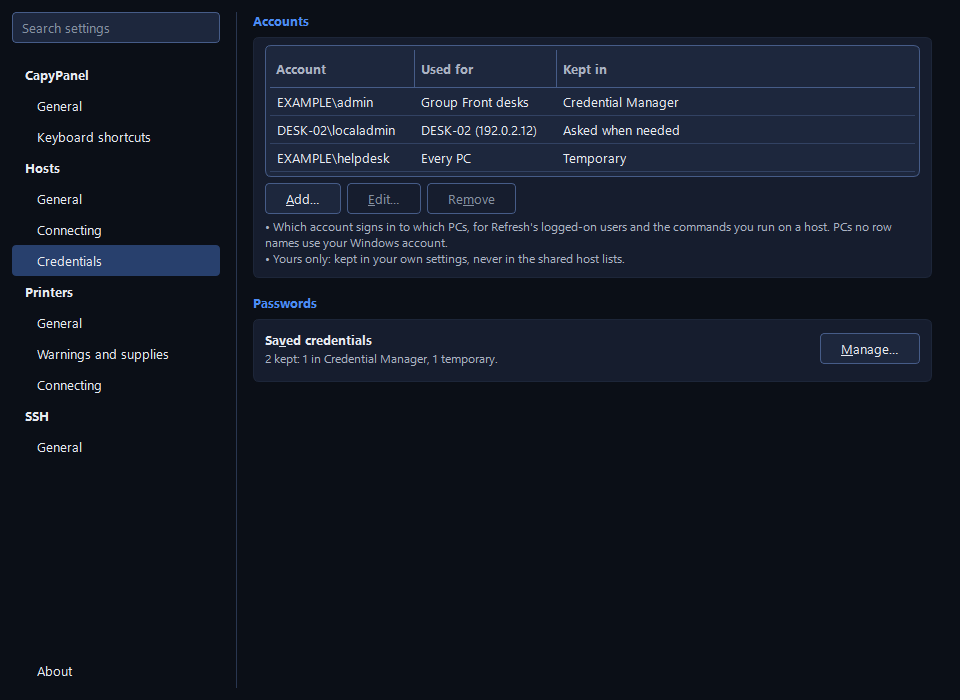 Search settings
CapyPanel
General
Keyboard shortcuts
Hosts
General
Connecting
Credentials
Printers
General
Warnings and supplies
Connecting
SSH
General
About
Accounts
Account Used for Kept in
EXAMPLE\admin Group Front desks Credential Manager
DESK-02\localadmin DESK-02 (192.0.2.12) Asked when needed
EXAMPLE\helpdesk Every PC Temporary
Add... Edit... Remove
• Which account signs in to which PCs, for Refresh's logged-on users and the commands you run on a host. PCs no row
names use your Windows account.
• Yours only: kept in your own settings, never in the shared host lists.
Passwords
Saved credentials
2 kept: 1 in Credential Manager, 1 temporary.
Manage...